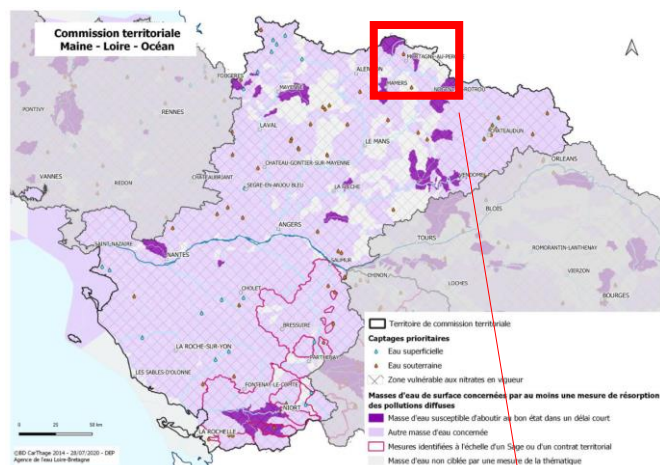 Commission territoriale
Maine - Loire - Océan
MORTAGNE-AU-PERCHE
ALENÇON
FOUGERES
MAYENNE
MAMERS
NOGENT-LE-ROTROU
PONTIVY
RENNES
LAVAL
CHATEAUDUN
LE MANS
CHATEAU-GONTIER-SUR-MAYENNE
ORLÉANS
VANNES
REDON
CHATEAUBRIANT
SEGRE-EN-ANJOU BLEU
LA FLECHE
VENDOME
BLOIS
ANGERS
TOURS
ROMORANTIN-LANTHENAY
SAINT-NAZAIRE
NANTES
SAUMUR
CHINON
LOCHES
VIERZON
BOURGES
CHOLET
BRESSUIRE
LA ROCHE-SUR-YON
PARTHENAY
LES SABLES-D'OLONNE
FONTENAY-LE-COMTE
NIORT
LA ROCHELLE
Territoire de commission territoriale
Captages prioritaires
Eau superficielle
Eau souterraine
Zone vulnérable aux nitrates en vigueur
Masses d'eau de surface concernées par au moins une mesure de résorption
des pollutions diffuses
Masse d'eau susceptible d'aboutir au bon état dans un délai court
Autre masse d'eau concernée
Mesures identifiées à l'échelle d'un Sage ou d'un contrat territorial
Masse d'eau non ciblée par une mesure de la thématique
0 25 50 km
©BD CarThage 2014 - 28/07/2020 - DEP
Agence de l'eau Loire-Bretagne